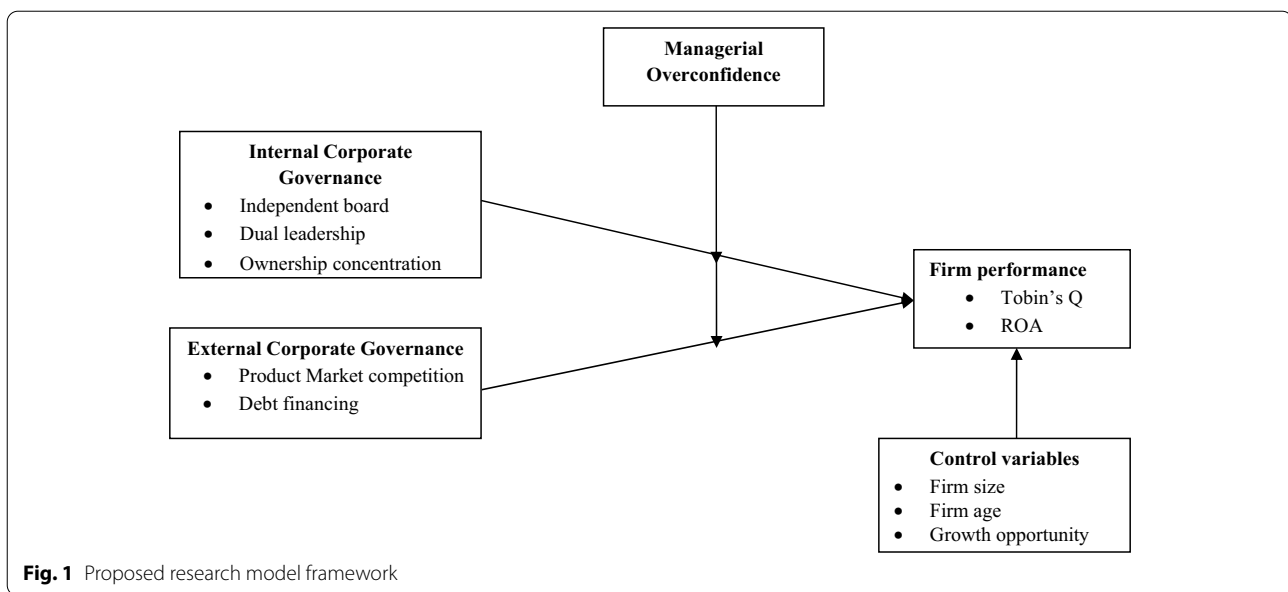 Managerial
Overconfidence
Internal Corporate
Governance
• Independent board
• Dual leadership
• Ownership concentration
External Corporate Governance
• Product Market competition
• Debt financing
Firm performance
• Tobin's Q
• ROA
Control variables
• Firm size
• Firm age
• Growth opportunity
Fig. 1 Proposed research model framework